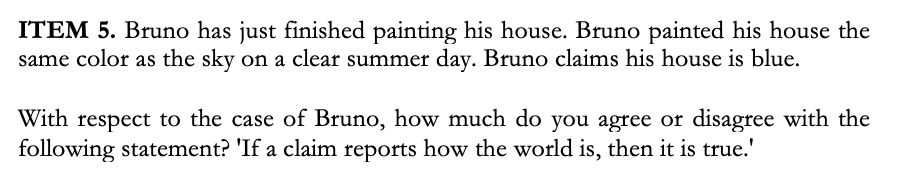 ITEM 5. Bruno has just finished painting his house. Bruno painted his house the
same color as the sky on a clear summer day. Bruno claims his house is blue.
With respect to the case of Bruno, how much do you agree or disagree with the
following statement? 'If a claim reports how the world is, then it is true.'